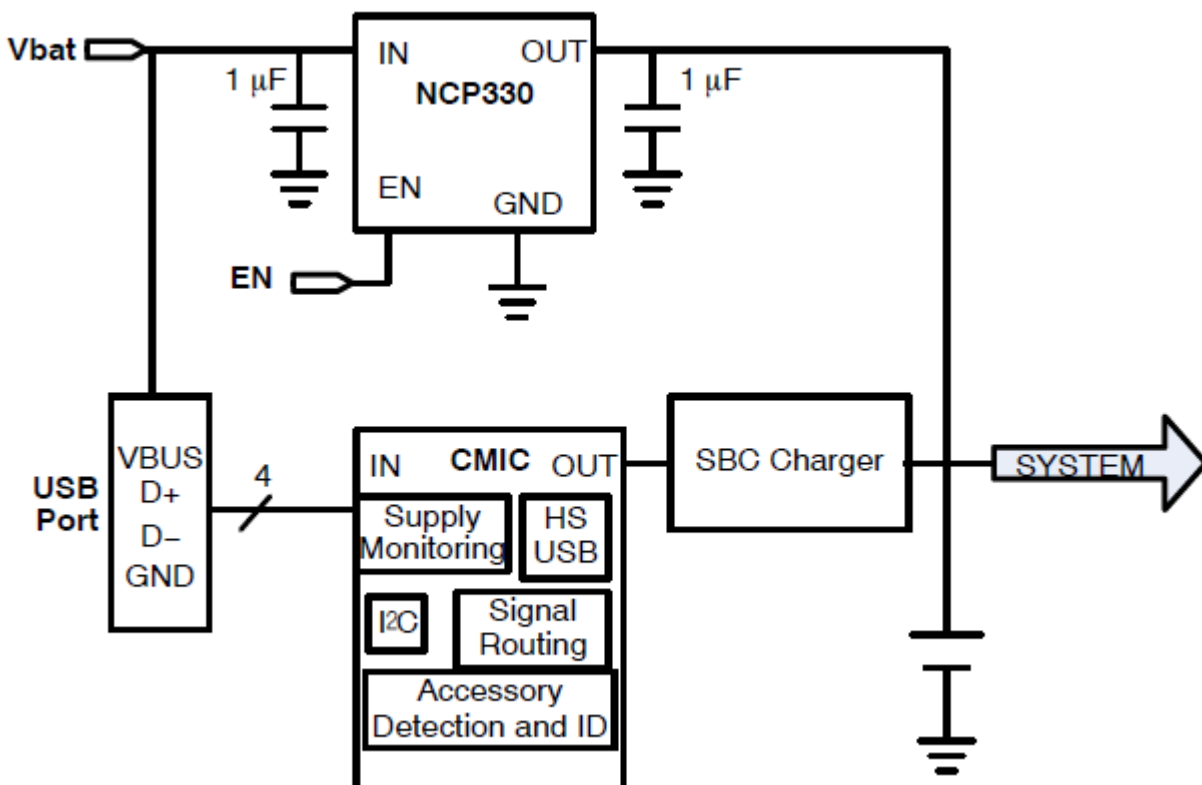 Vbat
IN
OUT
1 μF
NCP330
1 μF
EN
GND
EN
USB
Port
VBUS
D+
D−
GND
4
IN
CMIC
OUT
Supply
Monitoring
HS
USB
I²C
Signal
Routing
Accessory
Detection and ID
SBC Charger
SYSTEM